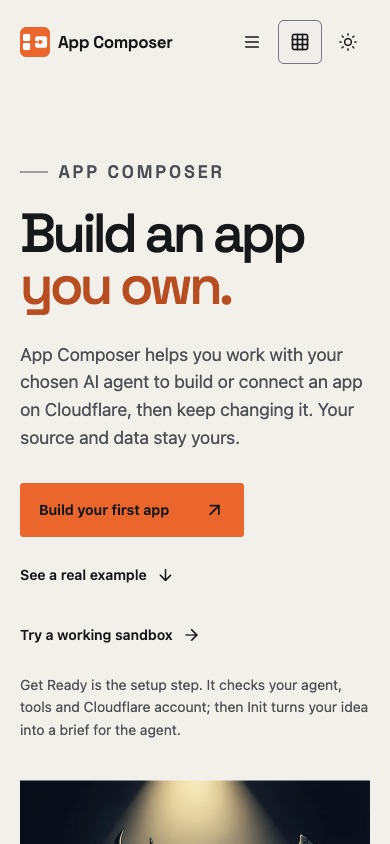 App Composer
APP COMPOSER
Build an app
you own.
App Composer helps you work with your
chosen AI agent to build or connect an app
on Cloudflare, then keep changing it. Your
source and data stay yours.
Build your first app
See a real example
Try a working sandbox
Get Ready is the setup step. It checks your agent,
tools and Cloudflare account; then Init turns your idea
into a brief for the agent.